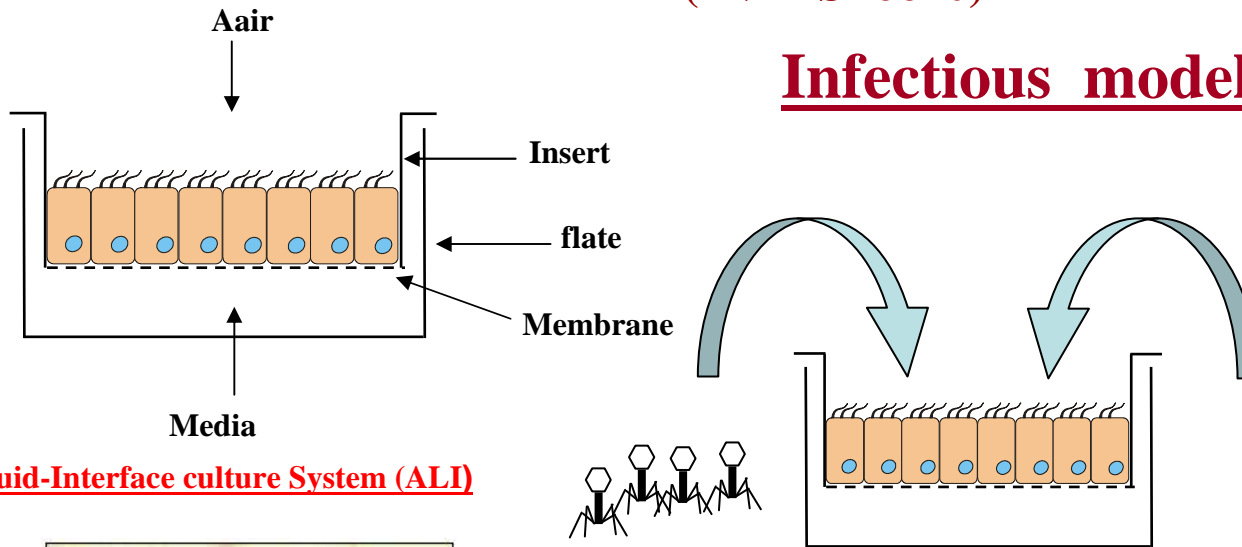 Aair
Infectious model
Insert
flate
Membrane
Media
uid-Interface culture System (ALI)